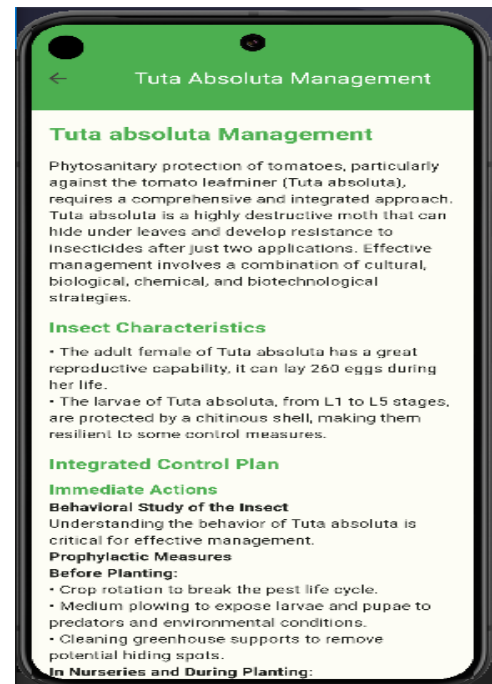 Tuta Absoluta Management
Tuta absoluta Management
Phytosanitary protection of tomatoes, particularly
against the tomato leafminer (Tuta absoluta),
requires a comprehensive and integrated approach.
Tuta absoluta is a highly destructive moth that can
hide under leaves and develop resistance to
insecticides after just two applications. Effective
management involves a combination of cultural,
biological, chemical, and biotechnological
strategies.
Insect Characteristics
• The adult female of Tuta absoluta has a great
reproductive capability, it can lay 260 eggs during
her life.
• The larvae of Tuta absoluta, from L1 to L5 stages,
are protected by a chitinous shell, making them
resilient to some control measures.
Integrated Control Plan
Immediate Actions
Behavioral Study of the Insect
Understanding the behavior of Tuta absoluta is
critical for effective management.
Prophylactic Measures
Before Planting:
• Crop rotation to break the pest life cycle.
• Medium plowing to expose larvae and pupae to
predators and environmental conditions.
• Cleaning greenhouse supports to remove
potential hiding spots.
In Nurseries and During Planting: